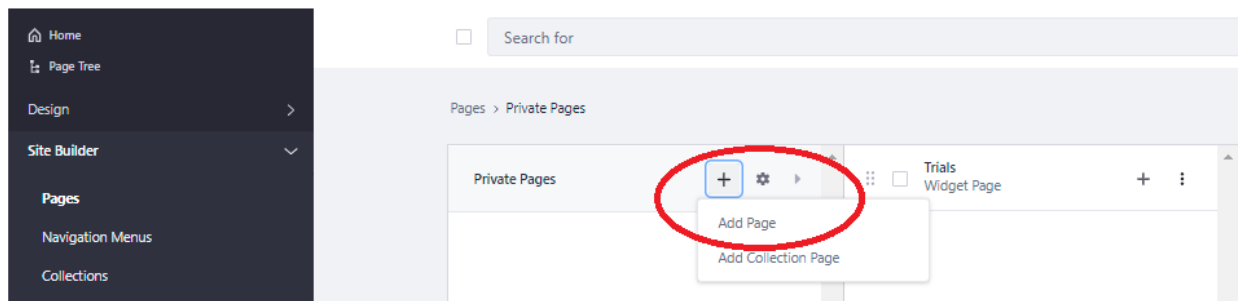 Home
Page Tree
Design
Site Builder
Pages
Navigation Menus
Collections
Search for
Pages > Private Pages
Private Pages
Add Page
Add Collection Page
Trials
Widget Page